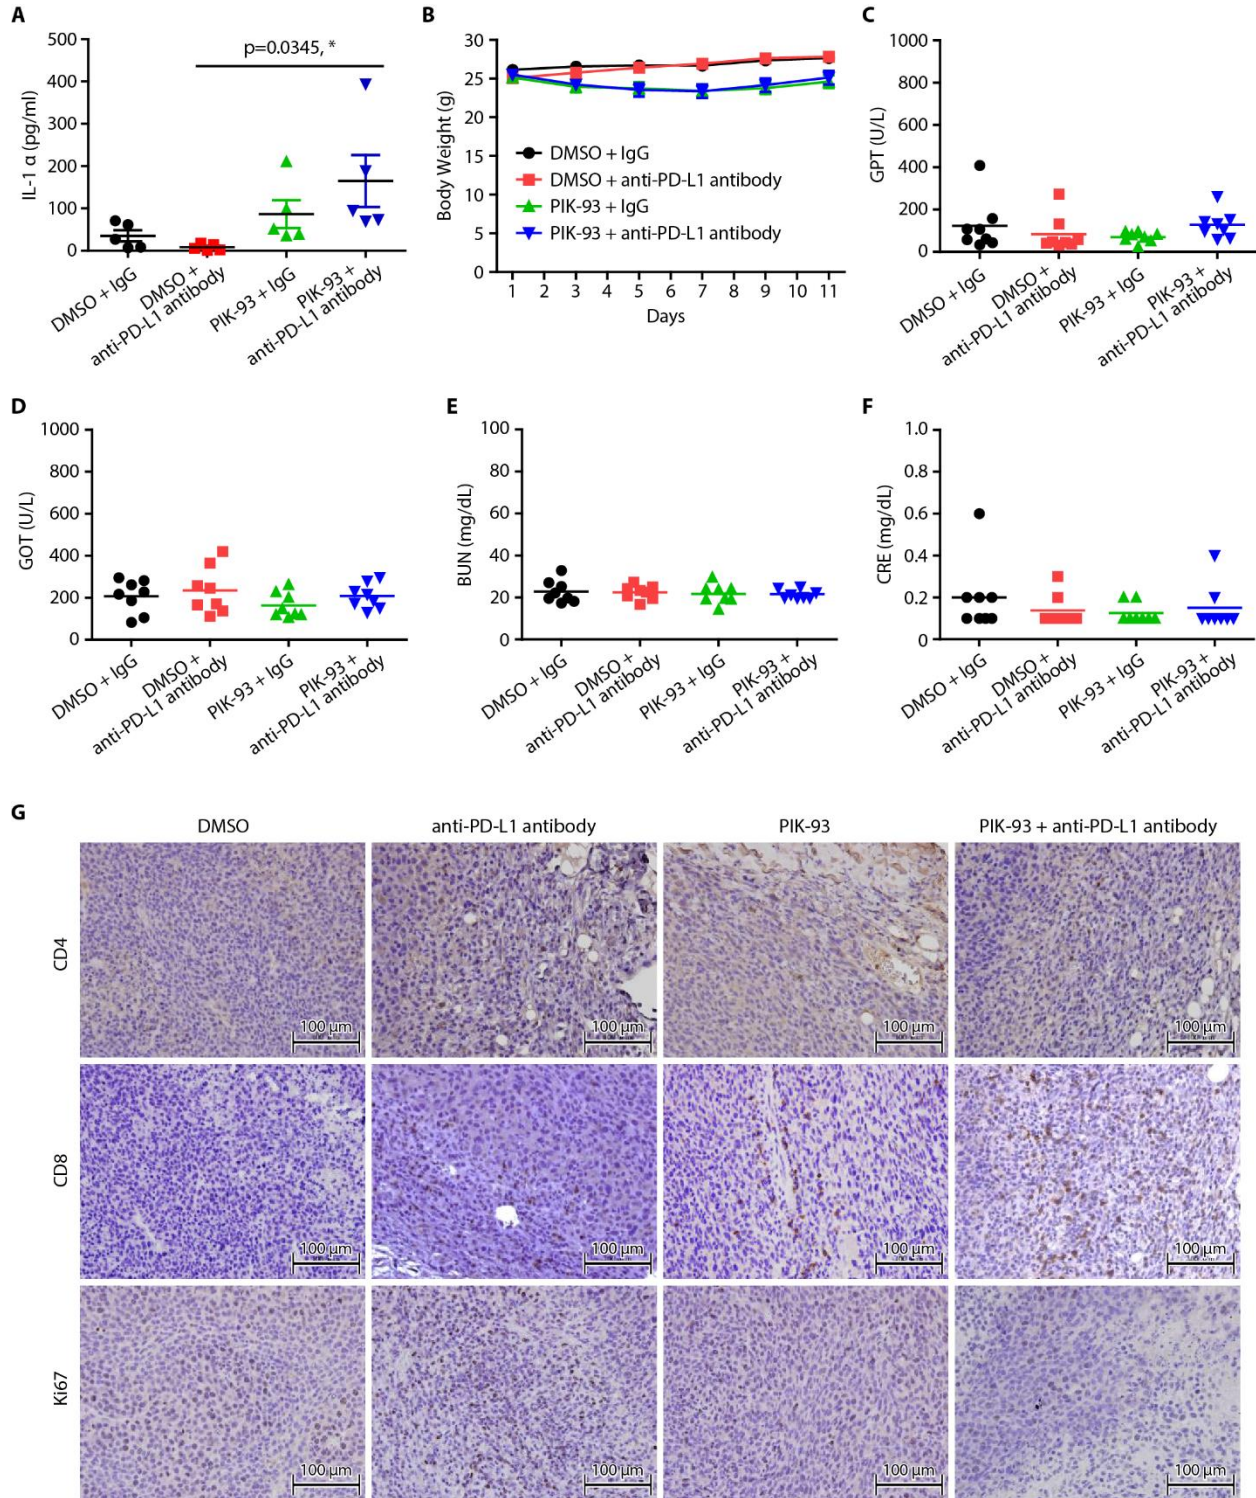 A
IL-1 α (pg/ml)
500
400
300
200
100
0
p=0.0345, *
DMSO + IgG
DMSO +
anti-PD-L1 antibody
PIK-93 + IgG
PIK-93 +
anti-PD-L1 antibody
B
Body Weight (g)
30
25
20
15
10
5
0
DMSO + IgG
DMSO + anti-PD-L1 antibody
PIK-93 + IgG
PIK-93 + anti-PD-L1 antibody
1 2 3 4 5 6 7 8 9 10 11
Days
C
GPT (U/L)
1000
800
600
400
200
0
DMSO + IgG
DMSO +
anti-PD-L1 antibody
PIK-93 + IgG
PIK-93 +
anti-PD-L1 antibody
D
GOT (U/L)
1000
800
600
400
200
0
DMSO + IgG
DMSO +
anti-PD-L1 antibody
PIK-93 + IgG
PIK-93 +
anti-PD-L1 antibody
E
BUN (mg/dL)
100
80
60
40
20
0
DMSO + IgG
DMSO +
anti-PD-L1 antibody
PIK-93 + IgG
PIK-93 +
anti-PD-L1 antibody
F
CRE (mg/dL)
1.0
0.8
0.6
0.4
0.2
0.0
DMSO + IgG
DMSO +
anti-PD-L1 antibody
PIK-93 + IgG
PIK-93 +
anti-PD-L1 antibody
G
DMSO anti-PD-L1 antibody PIK-93 PIK-93 + anti-PD-L1 antibody
CD4
100 μm 100 μm 100 μm 100 μm
CD8
100 μm 100 μm 100 μm 100 μm
Ki67
100 μm 100 μm 100 μm 100 μm